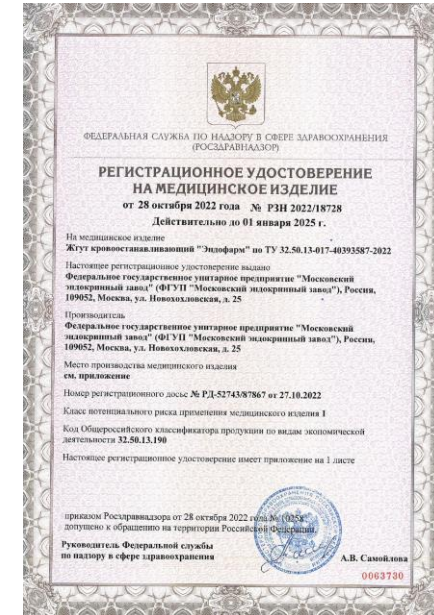 ФЕДЕРАЛЬНАЯ СЛУЖБА ПО НАДЗОРУ В СФЕРЕ ЗДРАВООХРАНЕНИЯ
(РОСЗДРАВНАДЗОР)
РЕГИСТРАЦИОННОЕ УДОСТОВЕРЕНИЕ
НА МЕДИЦИНСКОЕ ИЗДЕЛИЕ
от 28 октября 2022 года № РЗН 2022/18728
Действительно до 01 января 2025 г.
На медицинское изделие
Жгут кровоостанавливающий "Эндофарм" по ТУ 32.50.13-017-40393587-2022
Настоящее регистрационное удостоверение выдано
Федеральное государственное унитарное предприятие "Московский
эндокринный завод" (ФГУП "Московский эндокринный завод"), Россия,
109052, Москва, ул. Новохохловская, д. 25
Производитель
Федеральное государственное унитарное предприятие "Московский
эндокринный завод" (ФГУП "Московский эндокринный завод"), Россия,
109052, Москва, ул. Новохохловская, д. 25
Место производства медицинского изделия
см. приложение
Номер регистрационного досье № РД-52743/87867 от 27.10.2022
Класс потенциального риска применения медицинского изделия 1
Код Общероссийского классификатора продукции по видам экономической
деятельности 32.50.13.190
Настоящее регистрационное удостоверение имеет приложение на 1 листе
приказом Росздравнадзора от 28 октября 2022 года № 10258
допущено к обращению на территории Российской Федерации.
Руководитель Федеральной службы
по надзору в сфере здравоохранения
А.В. Самойлова
0063730